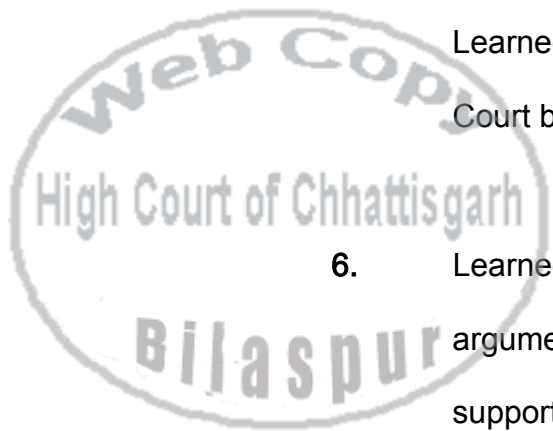 Learne
Court b
Web Copy
High Court of Chhattisgarh
Bilaspur
6. Learne
argume
support